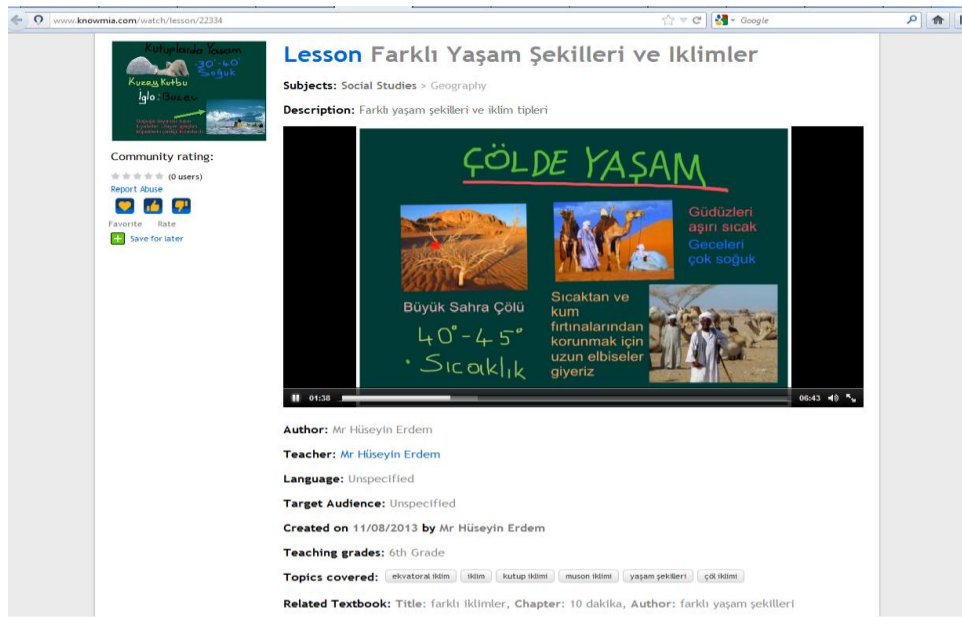 www.knowmia.com/watch/lesson/22334
Google
Kutuplarda Yaşam
-30°-40°
Soğuk
Kuzey Kutbu
İglo: Buzev
Lesson Farklı Yaşam Şekilleri ve Iklimler
Subjects: Social Studies > Geography
Description: Farklı yaşam şekilleri ve iklim tipleri
Community rating:
(0 users)
Report Abuse
Favorite Rate
Save for later
ÇÖLDE YAŞAM
Güdüzleri
aşırı sıcak
Geceleri
çok soğuk
Büyük Sahra Çölü
40°-45°
• Sıcaklık
Sıcaktan ve
kum
fırtınalarından
korunmak için
uzun elbiseler
giyeriz
01:38
06:43
Author: Mr Hüseyin Erdem
Teacher: Mr Hüseyin Erdem
Language: Unspecified
Target Audience: Unspecified
Created on 11/08/2013 by Mr Hüseyin Erdem
Teaching grades: 6th Grade
Topics covered: ekvatoral iklim iklim kutup iklimi muson iklimi yaşam şekilleri çöl iklimi
Related Textbook: Title: farklı iklimler, Chapter: 10 dakika, Author: farklı yaşam şekilleri